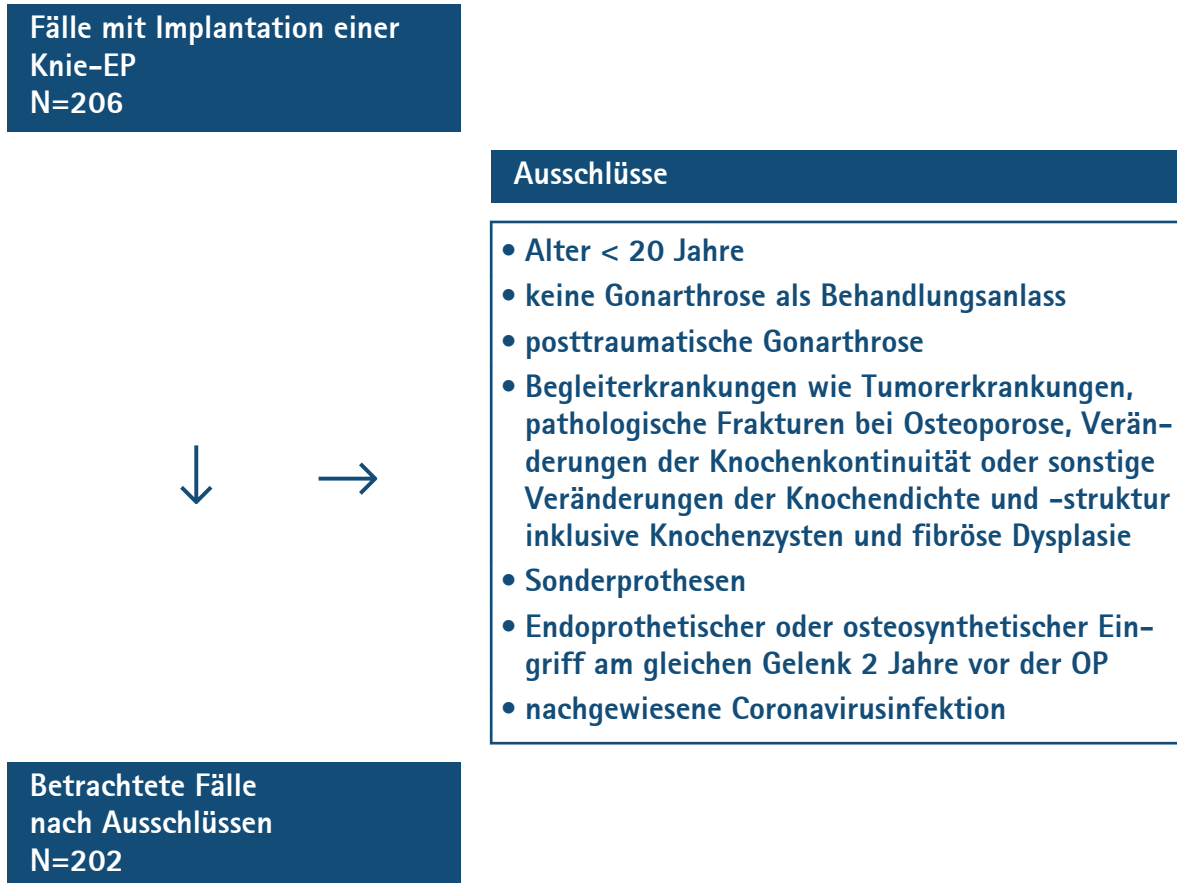 Fälle mit Implantation einer
Knie-EP
N=206
Ausschlüsse
• Alter < 20 Jahre
• keine Gonarthrose als Behandlungsanlass
• posttraumatische Gonarthrose
• Begleiterkrankungen wie Tumorerkrankungen,
pathologische Frakturen bei Osteoporose, Verän-
derungen der Knochenkontinuität oder sonstige
Veränderungen der Knochendichte und -struktur
inklusive Knochenzysten und fibröse Dysplasie
• Sonderprothesen
• Endoprothetischer oder osteosynthetischer Ein-
griff am gleichen Gelenk 2 Jahre vor der OP
• nachgewiesene Coronavirusinfektion
↓ →
Betrachtete Fälle
nach Ausschlüssen
N=202